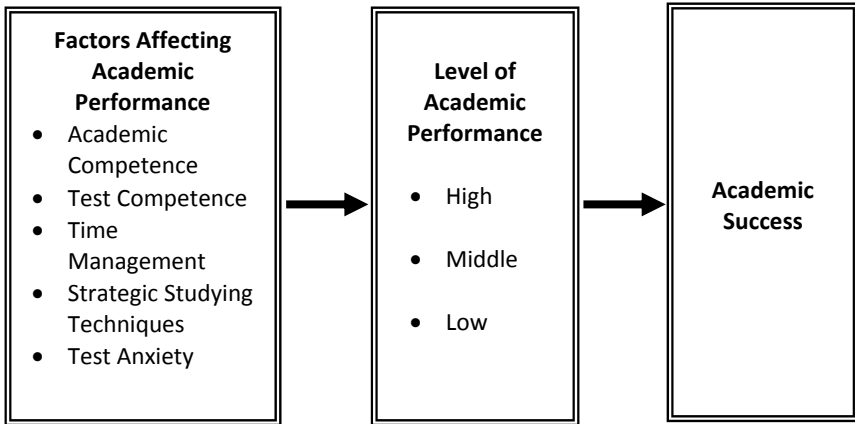 Factors Affecting
Academic
Performance
• Academic
Competence
• Test Competence
• Time
Management
• Strategic Studying
Techniques
• Test Anxiety
Level of
Academic
Performance
• High
• Middle
• Low
Academic
Success